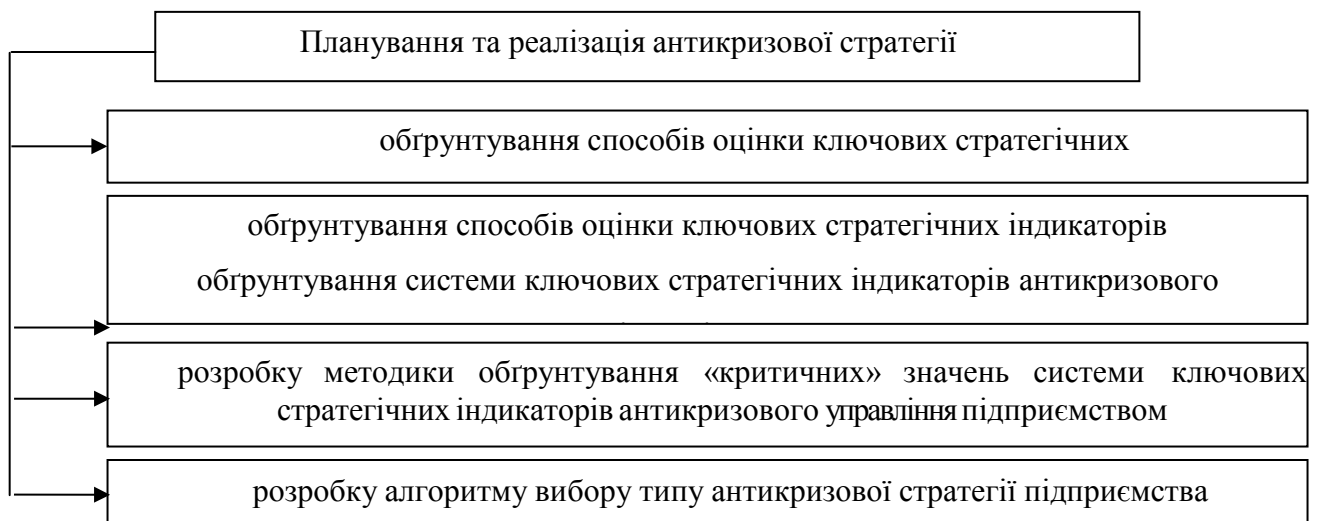 Планування та реалізація антикризової стратегії
обґрунтування способів оцінки ключових стратегічних
обґрунтування способів оцінки ключових стратегічних індикаторів
обґрунтування системи ключових стратегічних індикаторів антикризового
розробку методики обґрунтування «критичних» значень системи ключових
стратегічних індикаторів антикризового управління підприємством
розробку алгоритму вибору типу антикризової стратегії підприємства